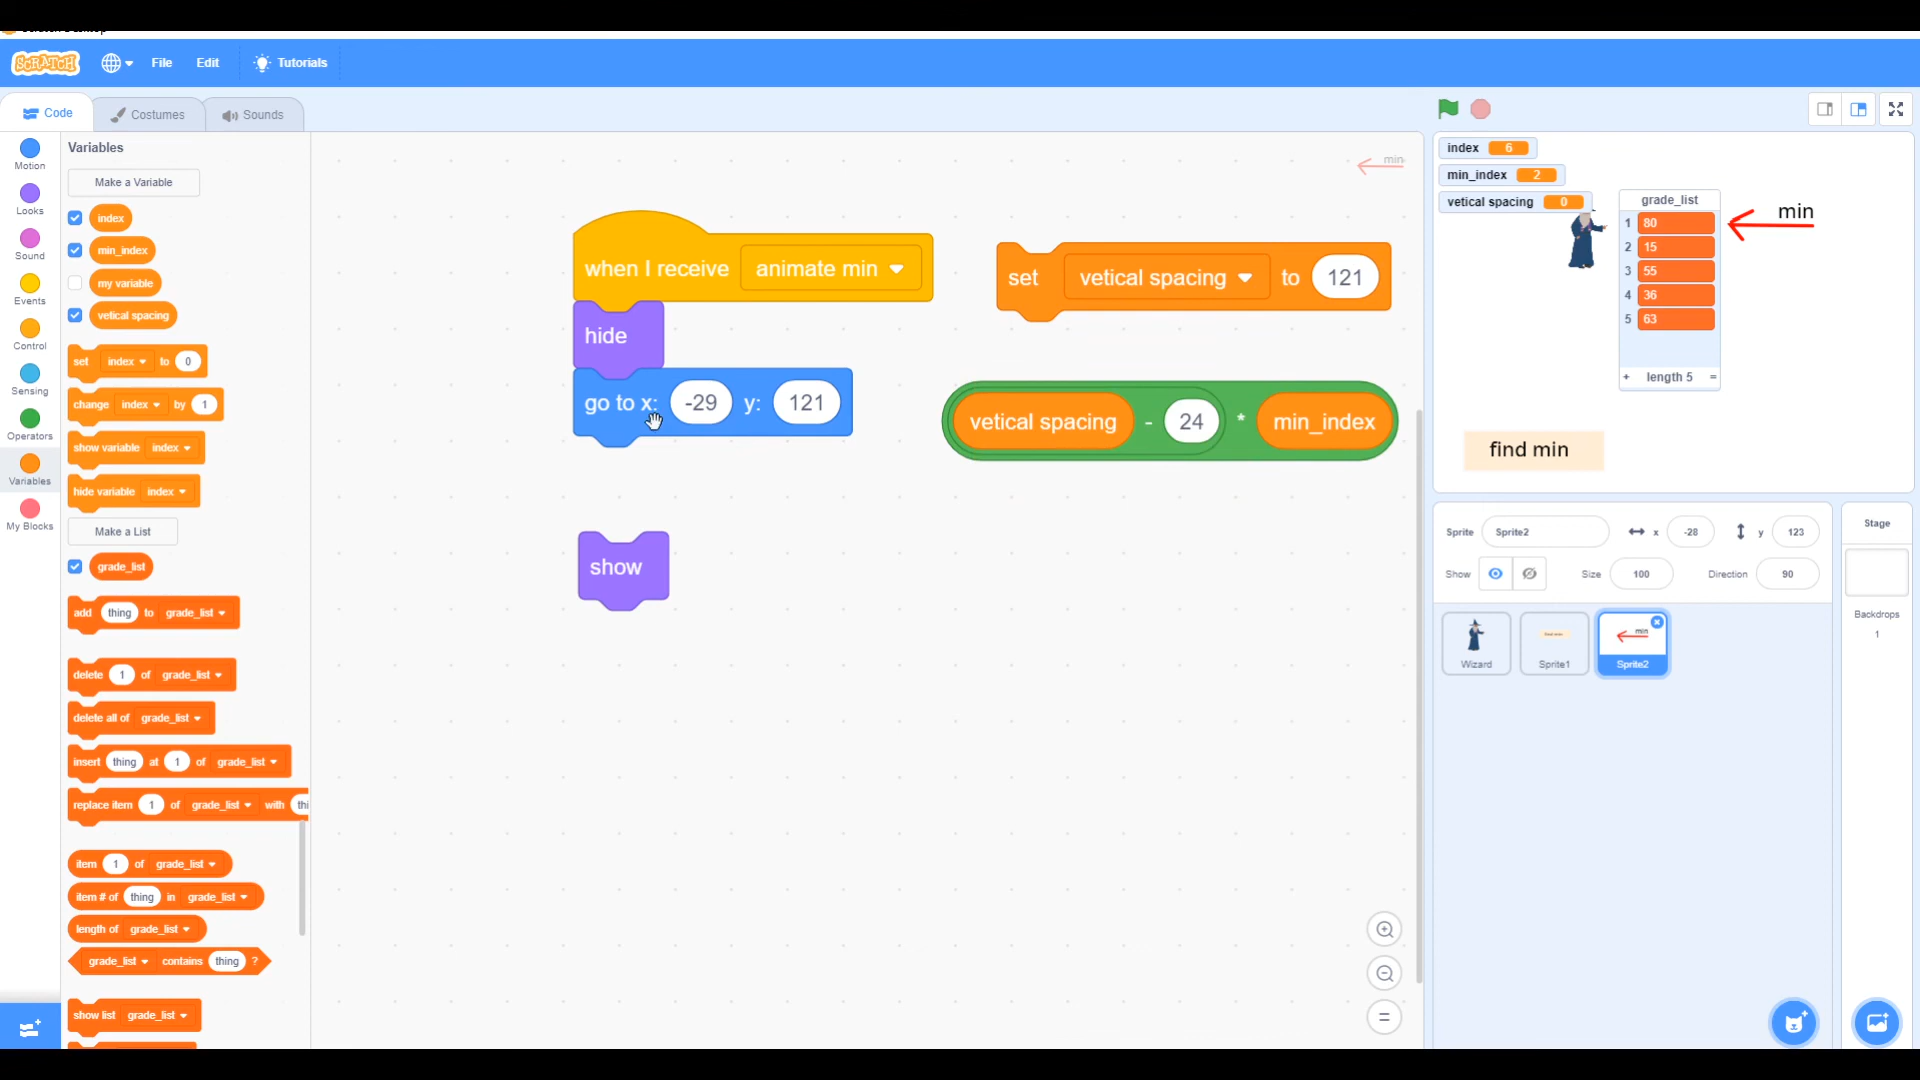 SCRATCH File Edit Tutorials
Code Costumes Sounds
Motion
Looks
Sound
Events
Control
Sensing
Operators
Variables
My Blocks
Variables
Make a Variable
index
min_index
my variable
vetical spacing
set index to 0
change index by 1
show variable index
hide variable index
Make a List
grade_list
add thing to grade_list
delete 1 of grade_list
delete all of grade_list
insert thing at 1 of grade_list
replace item 1 of grade_list with thi
item 1 of grade_list
item # of thing in grade_list
length of grade_list
grade_list contains thing ?
show list grade_list
min
when I receive animate min
hide
go to x: -29 y: 121
show
set vetical spacing to 121
vetical spacing - 24 * min_index
index 6
min_index 2
vetical spacing 0
grade_list
1 80
2 15
3 55
4 36
5 63
+ length 5 =
min
find min
Sprite Sprite2 x -28 y 123
Show Size 100 Direction 90
Wizard
Sprite1
min
Sprite2
Stage
Backdrops
1